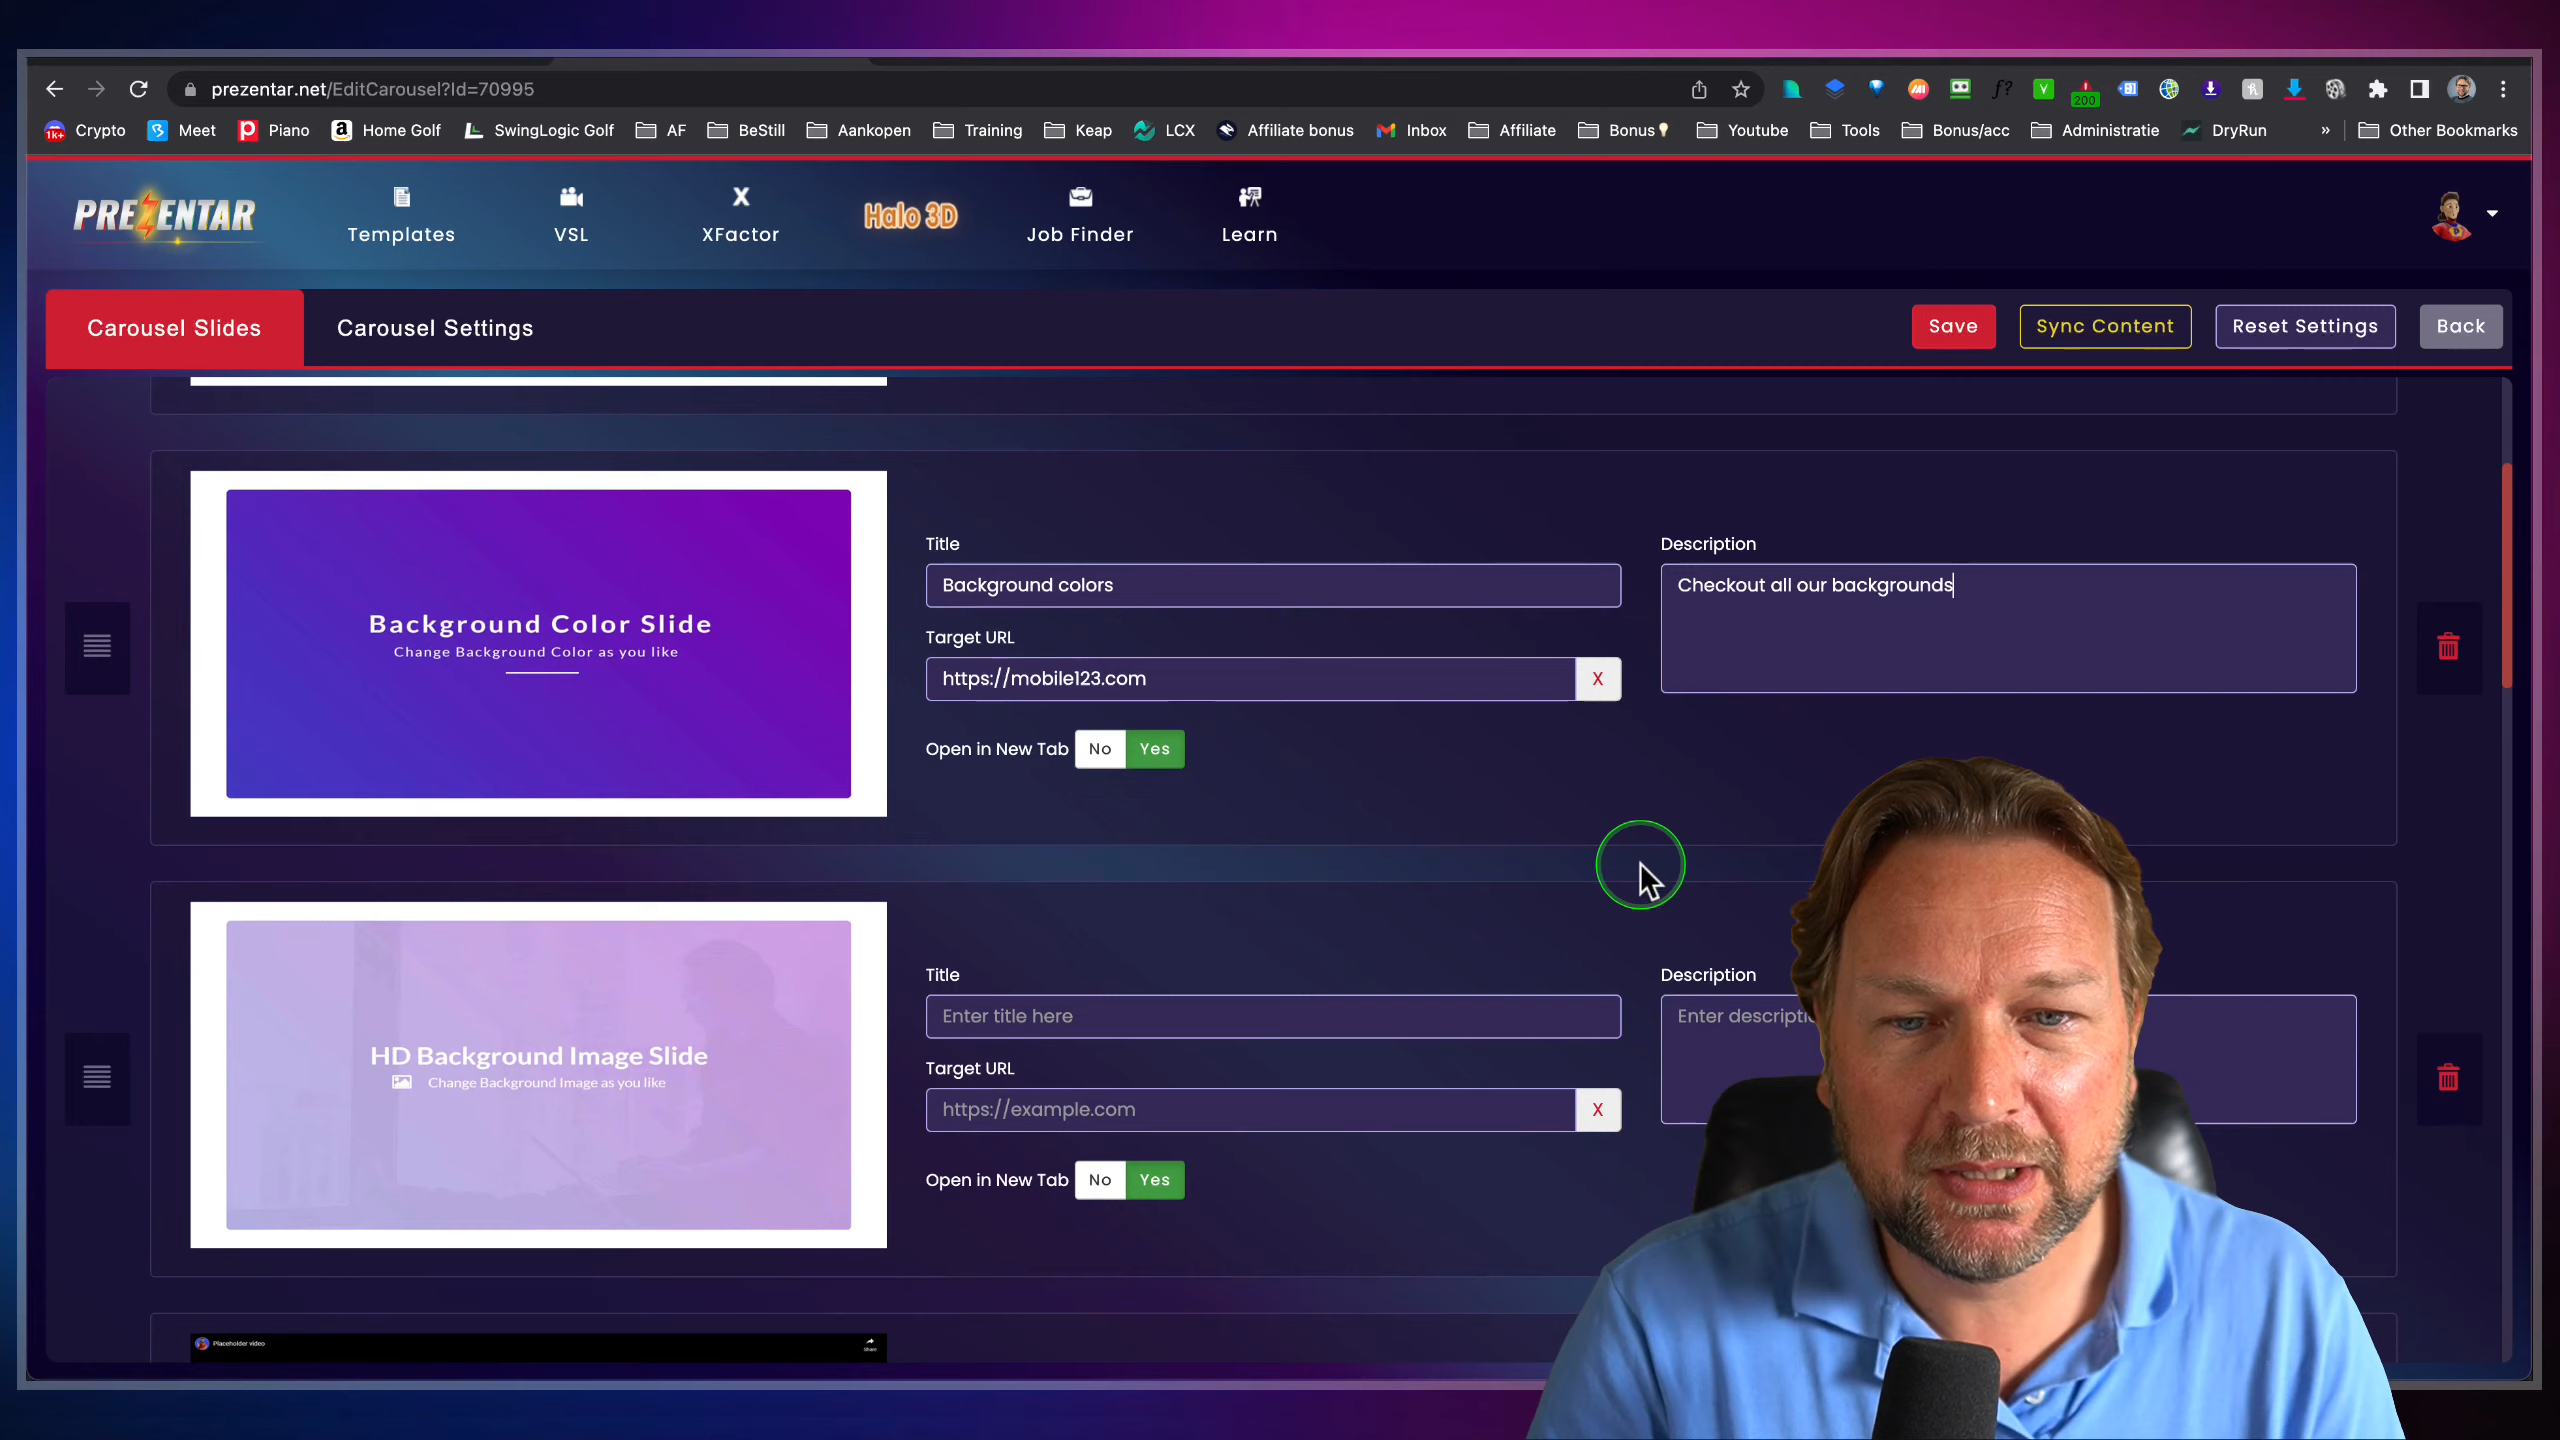 prezentar.net/EditCarousel?Id=70995
1K+ Crypto Meet Piano Home Golf SwingLogic Golf AF BeStill Aankopen Training Keap LCX Affiliate bonus Inbox Affiliate Bonus Youtube Tools Bonus/acc Administratie DryRun » Other Bookmarks
200
PREZENTAR
Templates
VSL
XFactor
Halo 3D
Job Finder
Learn
Carousel Slides
Carousel Settings
Save
Sync Content
Reset Settings
Back
Background Color Slide
Change Background Color as you like
Title
Background colors
Target URL
https://mobile123.com
X
Open in New Tab No Yes
Description
Checkout all our backgrounds
HD Background Image Slide
Change Background Image as you like
Title
Enter title here
Target URL
https://example.com
X
Open in New Tab No Yes
Description
Enter descripti
Placeholder video
Share